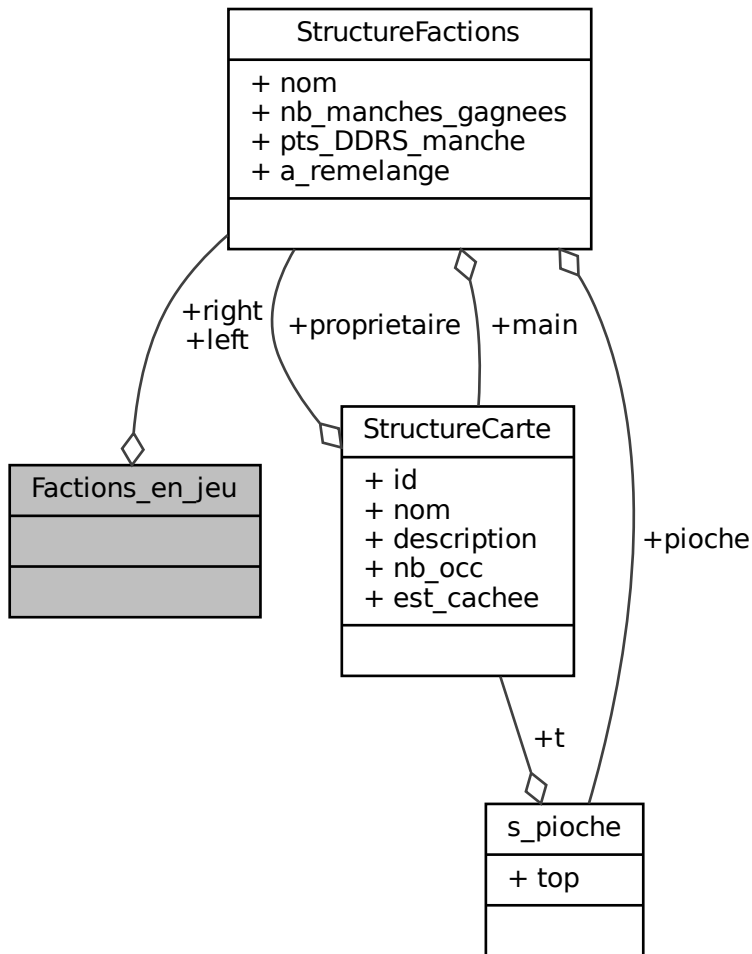 StructureFactions
+ nom
+ nb_manches_gagnees
+ pts_DDRS_manche
+ a_remelange
+right
+left
+proprietaire
+main
StructureCarte
+ id
+ nom
+ description
+ nb_occ
+ est_cachee
Factions_en_jeu
+pioche
+t
s_pioche
+ top